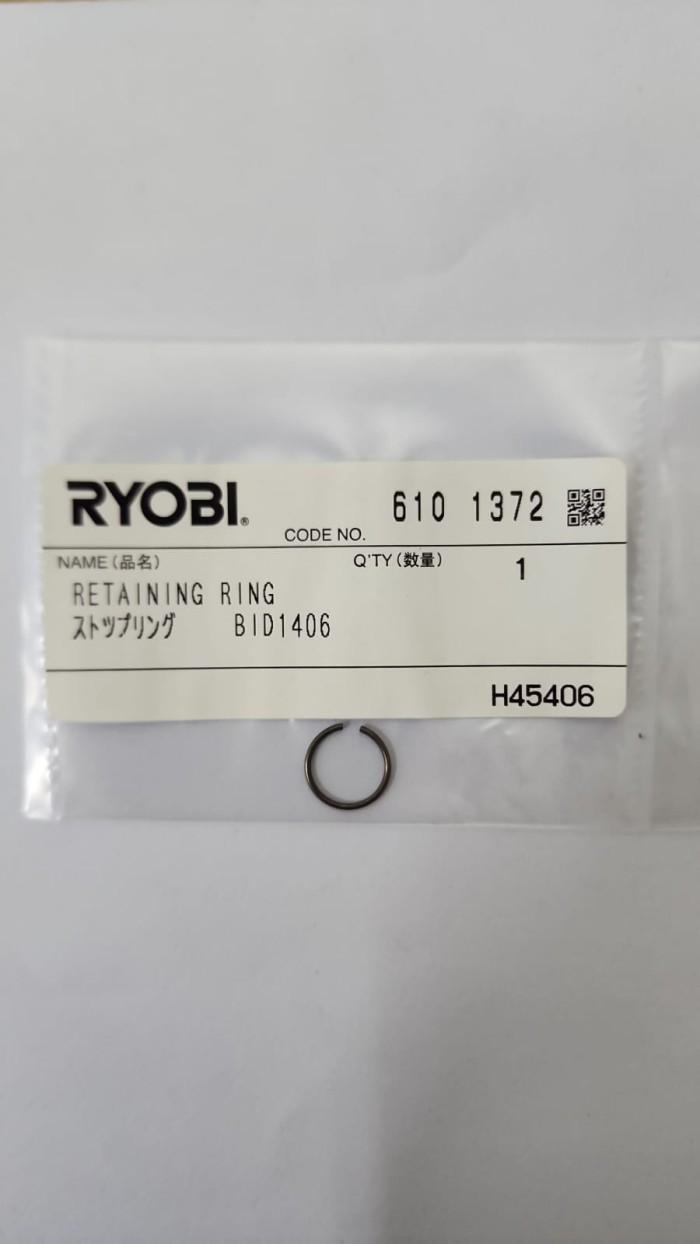 RYOBI®
CODE NO. 610 1372
NAME(品名) Q'TY(数量) 1
RETAINING RING
ストップリング BID1406
H45406